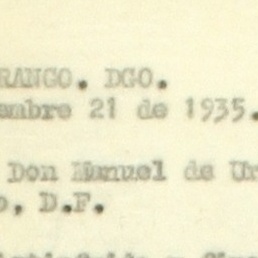 RANGO. DGO.
embre 21 de 1935.
Don Manuel de Ur
o, D.F.